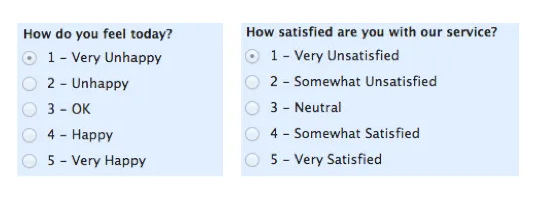 How do you feel today?
1 – Very Unhappy
2 – Unhappy
3 – OK
4 – Happy
5 – Very Happy
How satisfied are you with our service?
1 – Very Unsatisfied
2 – Somewhat Unsatisfied
3 – Neutral
4 – Somewhat Satisfied
5 – Very Satisfied